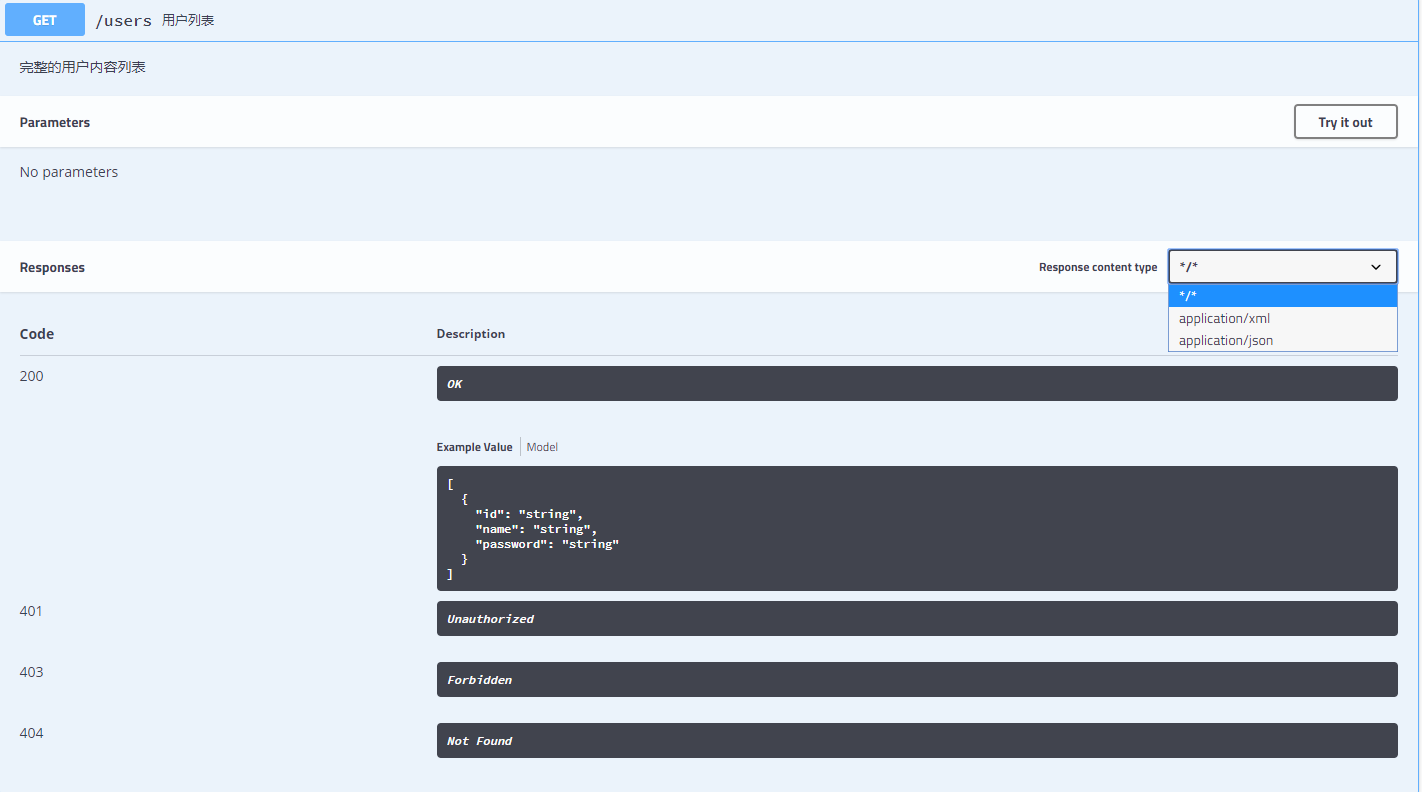 GET /users 用户列表
完整的用户内容列表
Parameters Try it out
No parameters
Responses Response content type */*
*/*
application/xml
application/json
Code Description
200 OK
Example Value Model
[
  {
    "id": "string",
    "name": "string",
    "password": "string"
  }
]
401 Unauthorized
403 Forbidden
404 Not Found